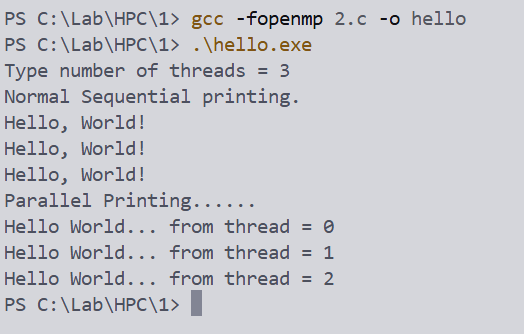 PS C:\Lab\HPC\1> gcc -fopenmp 2.c -o hello
PS C:\Lab\HPC\1> .\hello.exe
Type number of threads = 3
Normal Sequential printing.
Hello, World!
Hello, World!
Hello, World!
Parallel Printing......
Hello World... from thread = 0
Hello World... from thread = 1
Hello World... from thread = 2
PS C:\Lab\HPC\1>